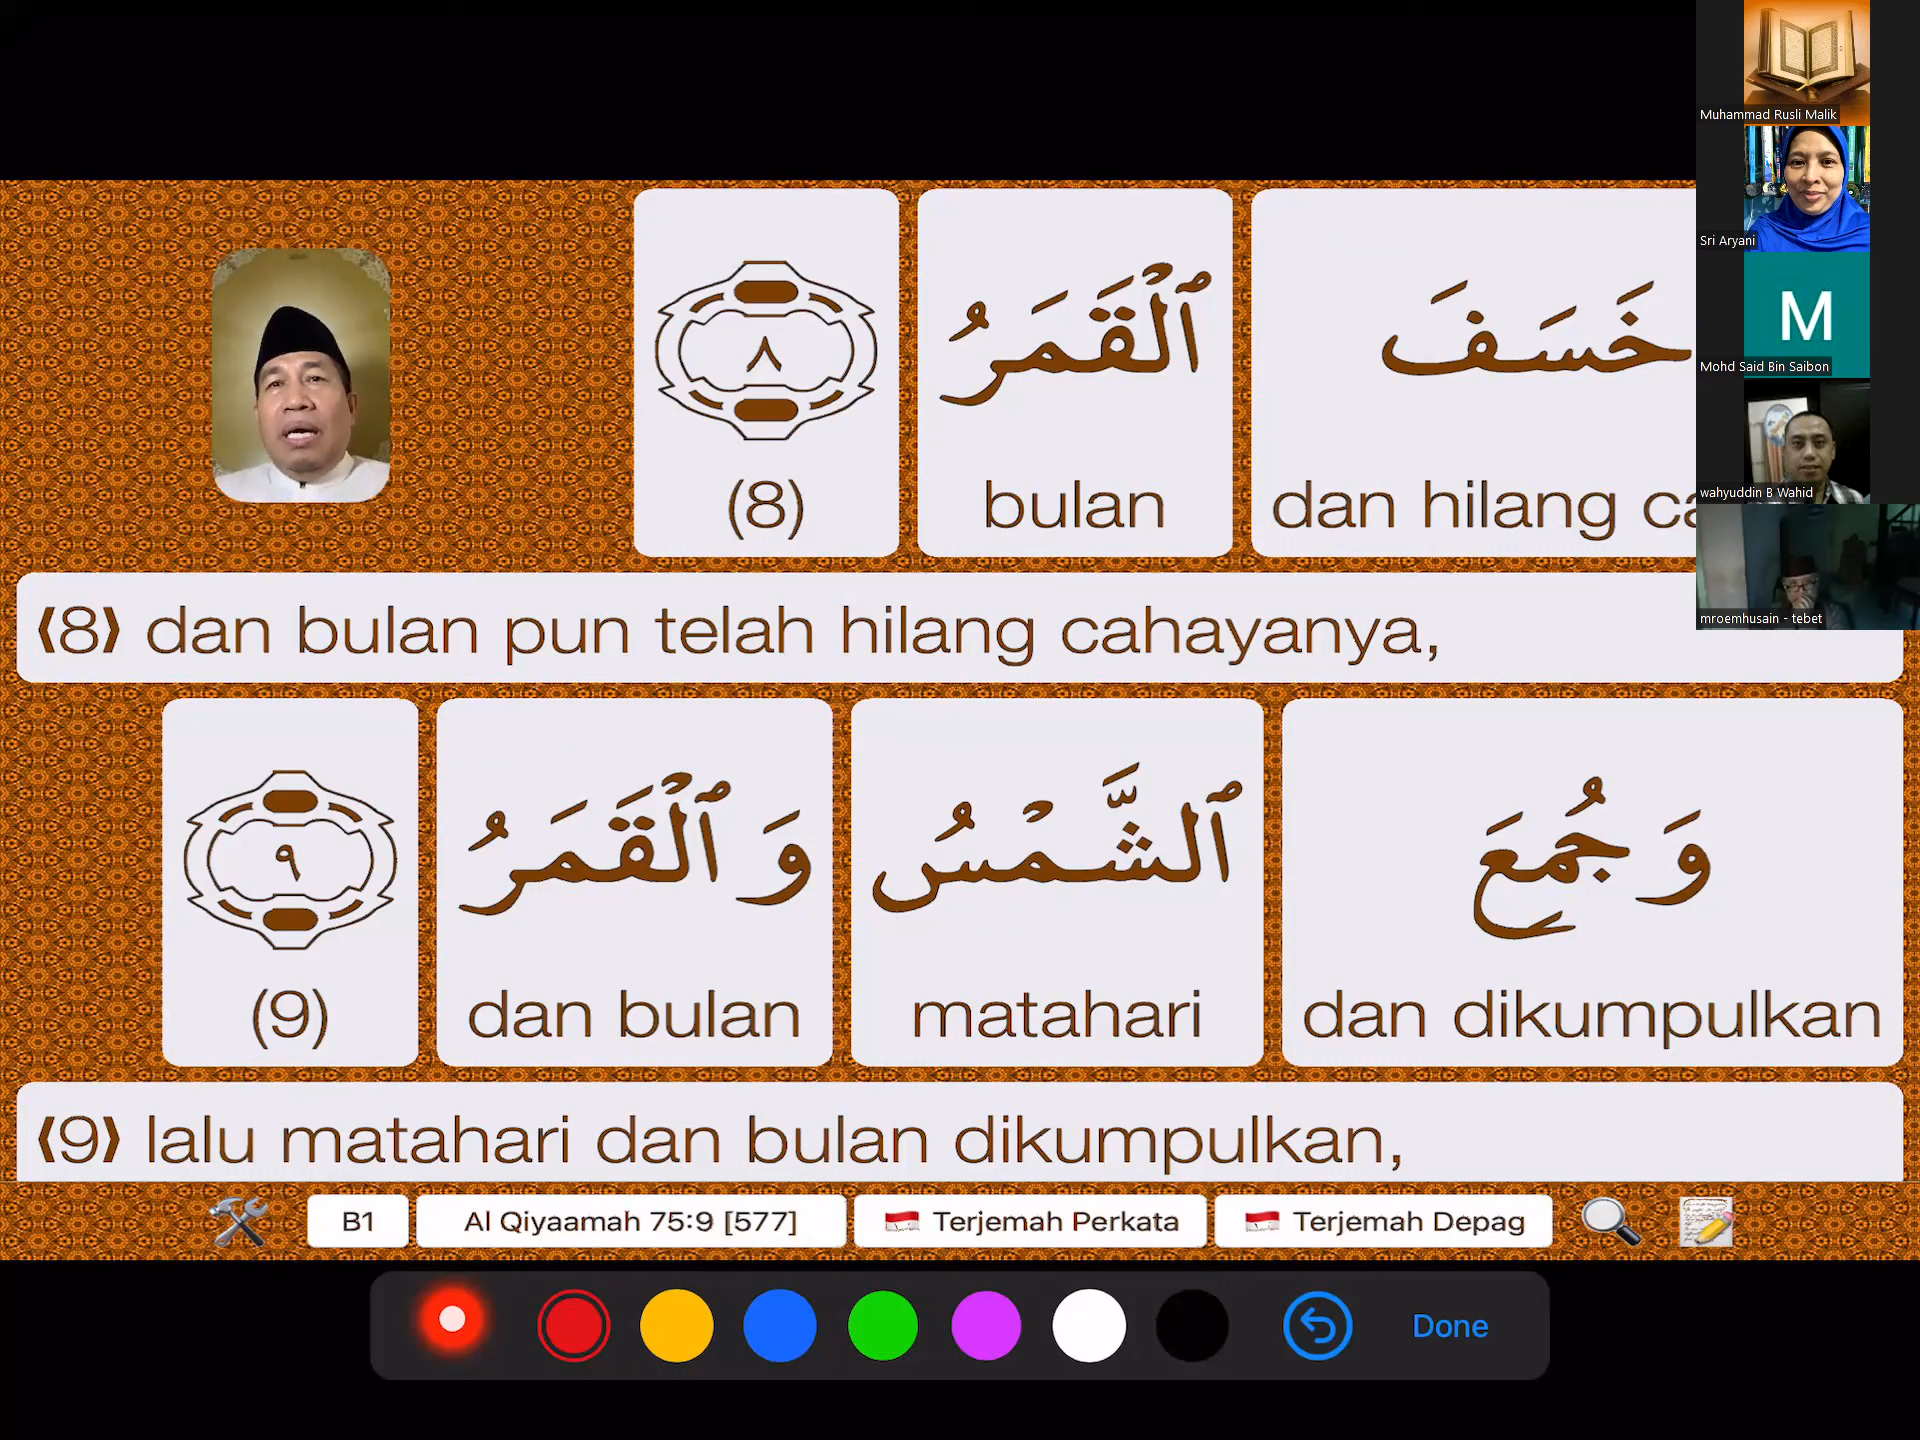 خَسَفَ ٱلْقَمَرُ ٨
dan hilang ca
bulan
(8)
(8) dan bulan pun telah hilang cahayanya,
وَ جُمِعَ ٱلشَّمْسُ وَ ٱلْقَمَرُ ٩
dan dikumpulkan
matahari
dan bulan
(9)
(9) lalu matahari dan bulan dikumpulkan,
B1
Al Qiyaamah 75:9 [577]
Terjemah Perkata
Terjemah Depag
Done
Muhammad Rusli Malik
Sri Aryani
M
Mohd Said Bin Saibon
wahyuddin B Wahid
mroemhusain - tebet